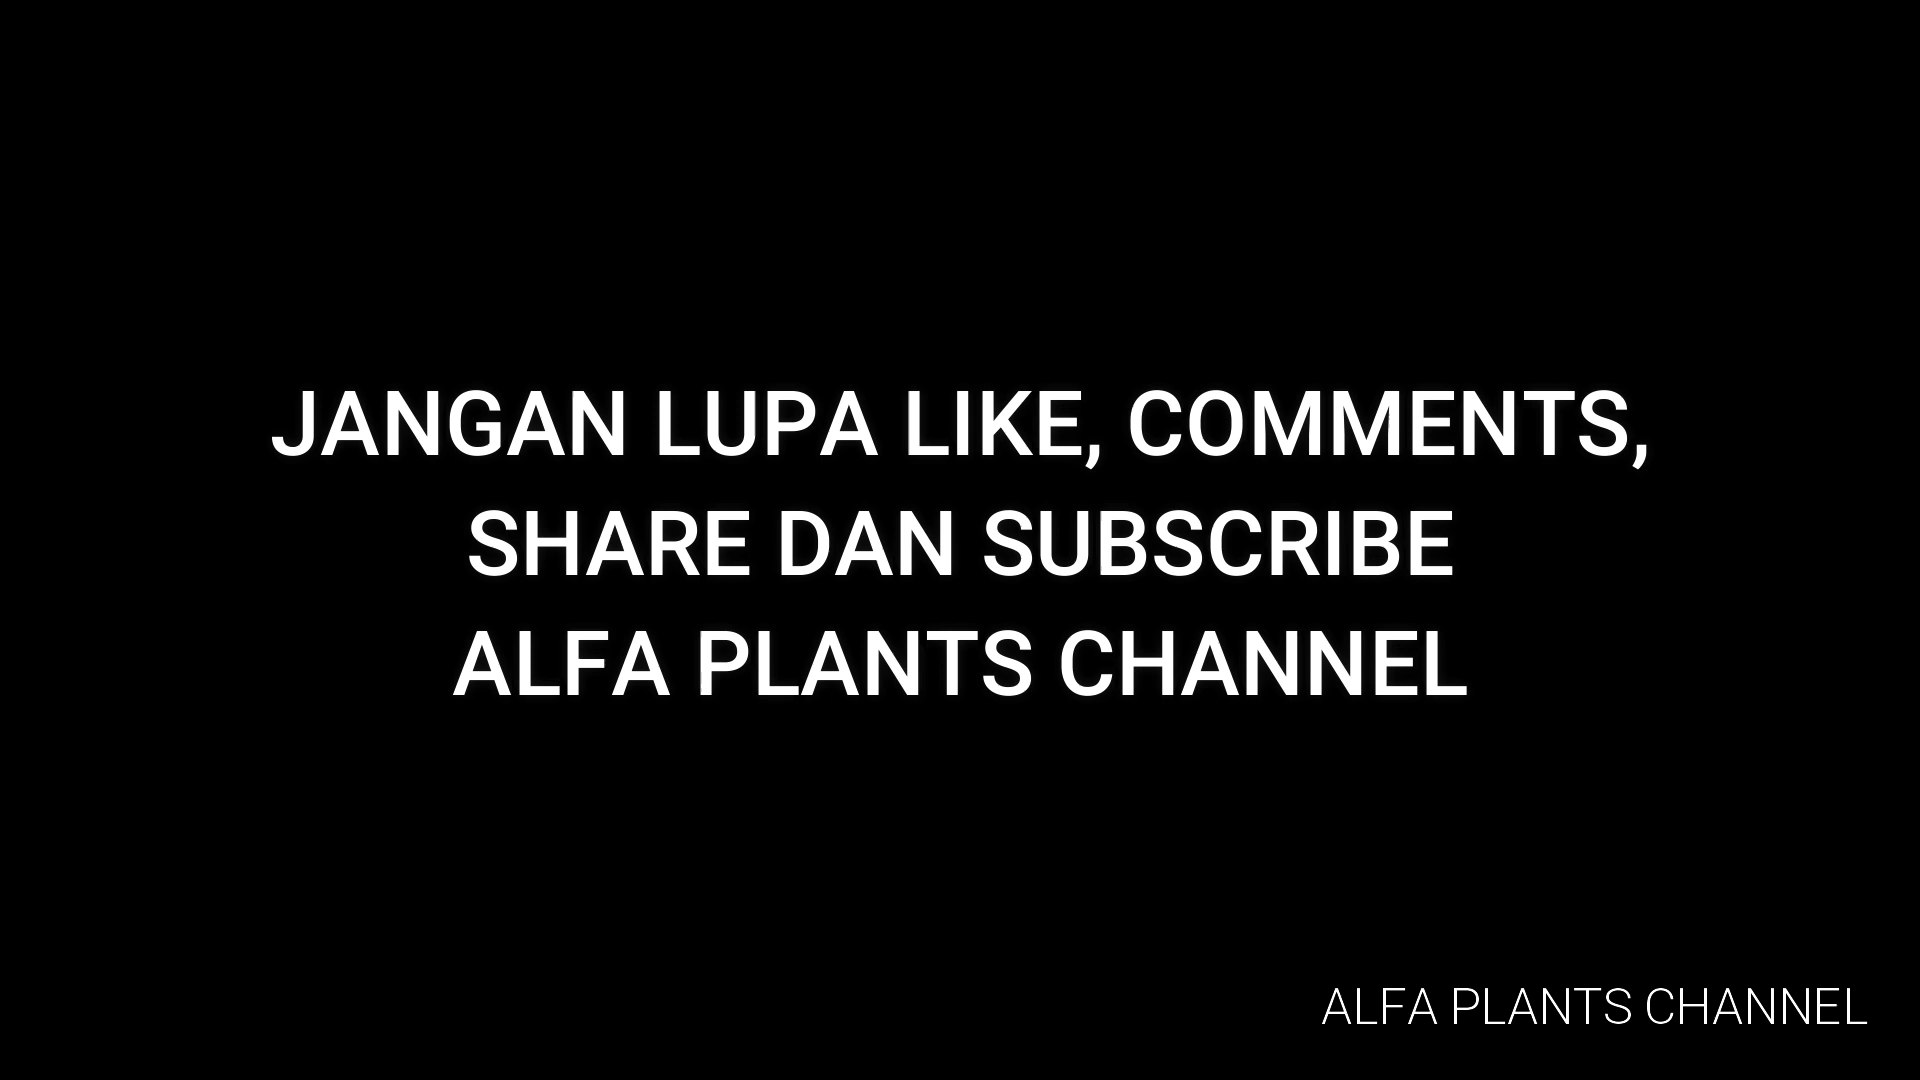 JANGAN LUPA LIKE, COMMENTS,
SHARE DAN SUBSCRIBE
ALFA PLANTS CHANNEL
ALFA PLANTS CHANNEL